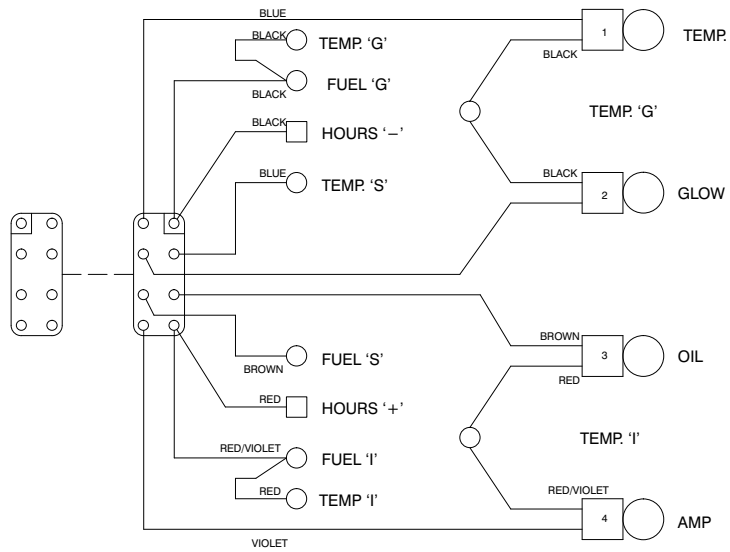 BLUE
BLACK
TEMP. ‘G’
1
TEMP.
BLACK
FUEL ‘G’
BLACK
TEMP. ‘G’
BLACK
HOURS ‘−’
BLUE
TEMP. ‘S’
BLACK
2
GLOW
BROWN
3
OIL
FUEL ‘S’
BROWN
RED
RED
HOURS ‘+’
TEMP. ‘I’
RED/VIOLET
FUEL ‘I’
RED
TEMP ‘I’
RED/VIOLET
4
AMP
VIOLET